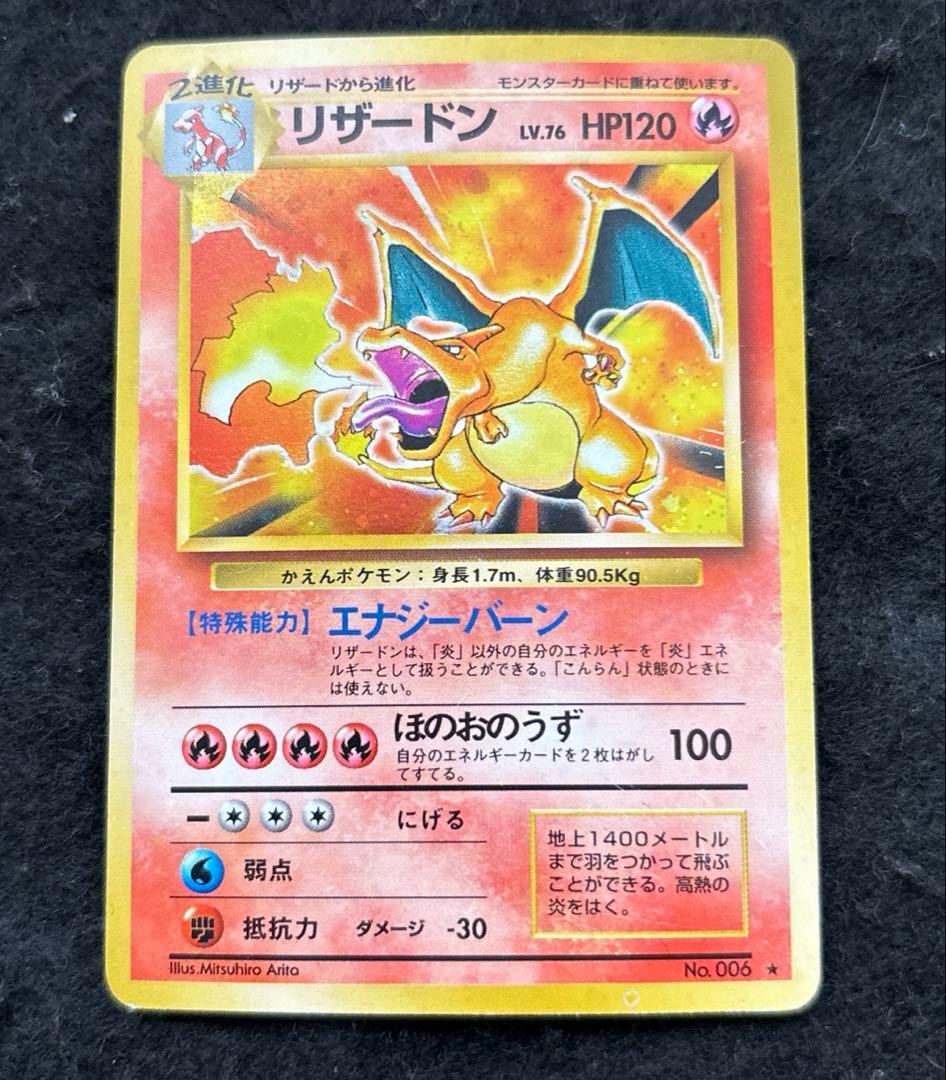 2進化 リザードから進化 モンスターカードに重ねて使います。
リザードン LV.76 HP120
かえんポケモン：身長1.7m、体重90.5Kg
【特殊能力】エナジーバーン
リザードンは、「炎」以外の自分のエネルギーを「炎」エネ
ルギーとして扱うことができる。「こんらん」状態のときに
は使えない。
ほのおのうず 100
自分のエネルギーカードを２枚はがし
てすてる。
にげる
弱点
抵抗力 ダメージ -30
地上1400メートル
まで羽をつかって飛ぶ
ことができる。高熱の
炎をはく。
Illus.Mitsuhiro Arita No.006 ★